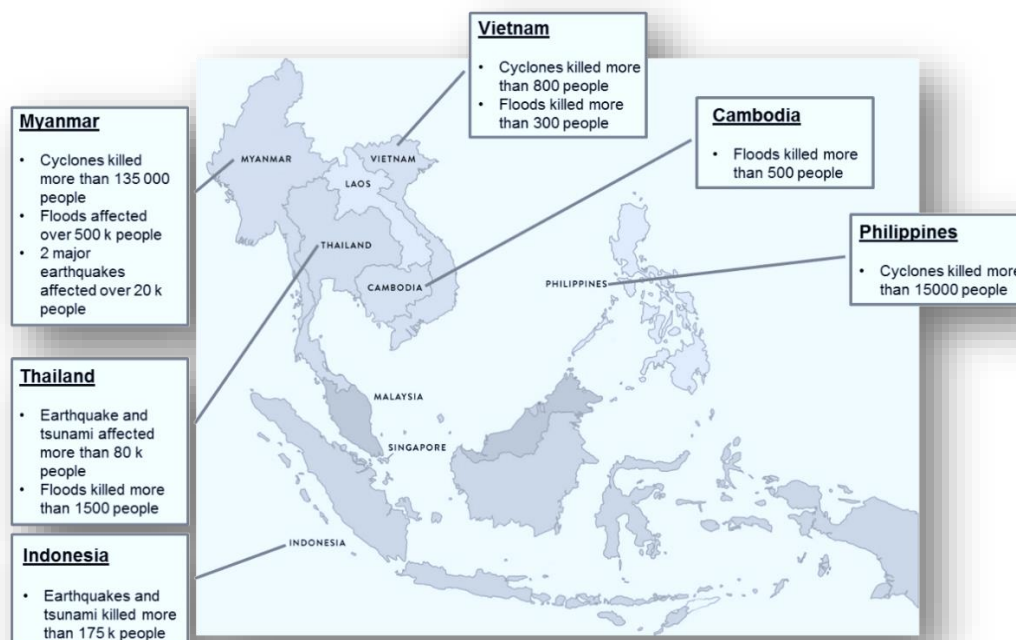 Vietnam
• Cyclones killed more
than 800 people
• Floods killed more
than 300 people
Cambodia
• Floods killed more
than 500 people
Myanmar
• Cyclones killed
more than 135 000
people
• Floods affected
over 500 k people
• 2 major
earthquakes
affected over 20 k
people
Philippines
• Cyclones killed more
than 15000 people
Thailand
• Earthquake and
tsunami affected
more than 80 k
people
• Floods killed more
than 1500 people
Indonesia
• Earthquakes and
tsunami killed more
than 175 k people
MYANMAR
VIETNAM
LAOS
THAILAND
CAMBODIA
PHILIPPINES
MALAYSIA
SINGAPORE
INDONESIA